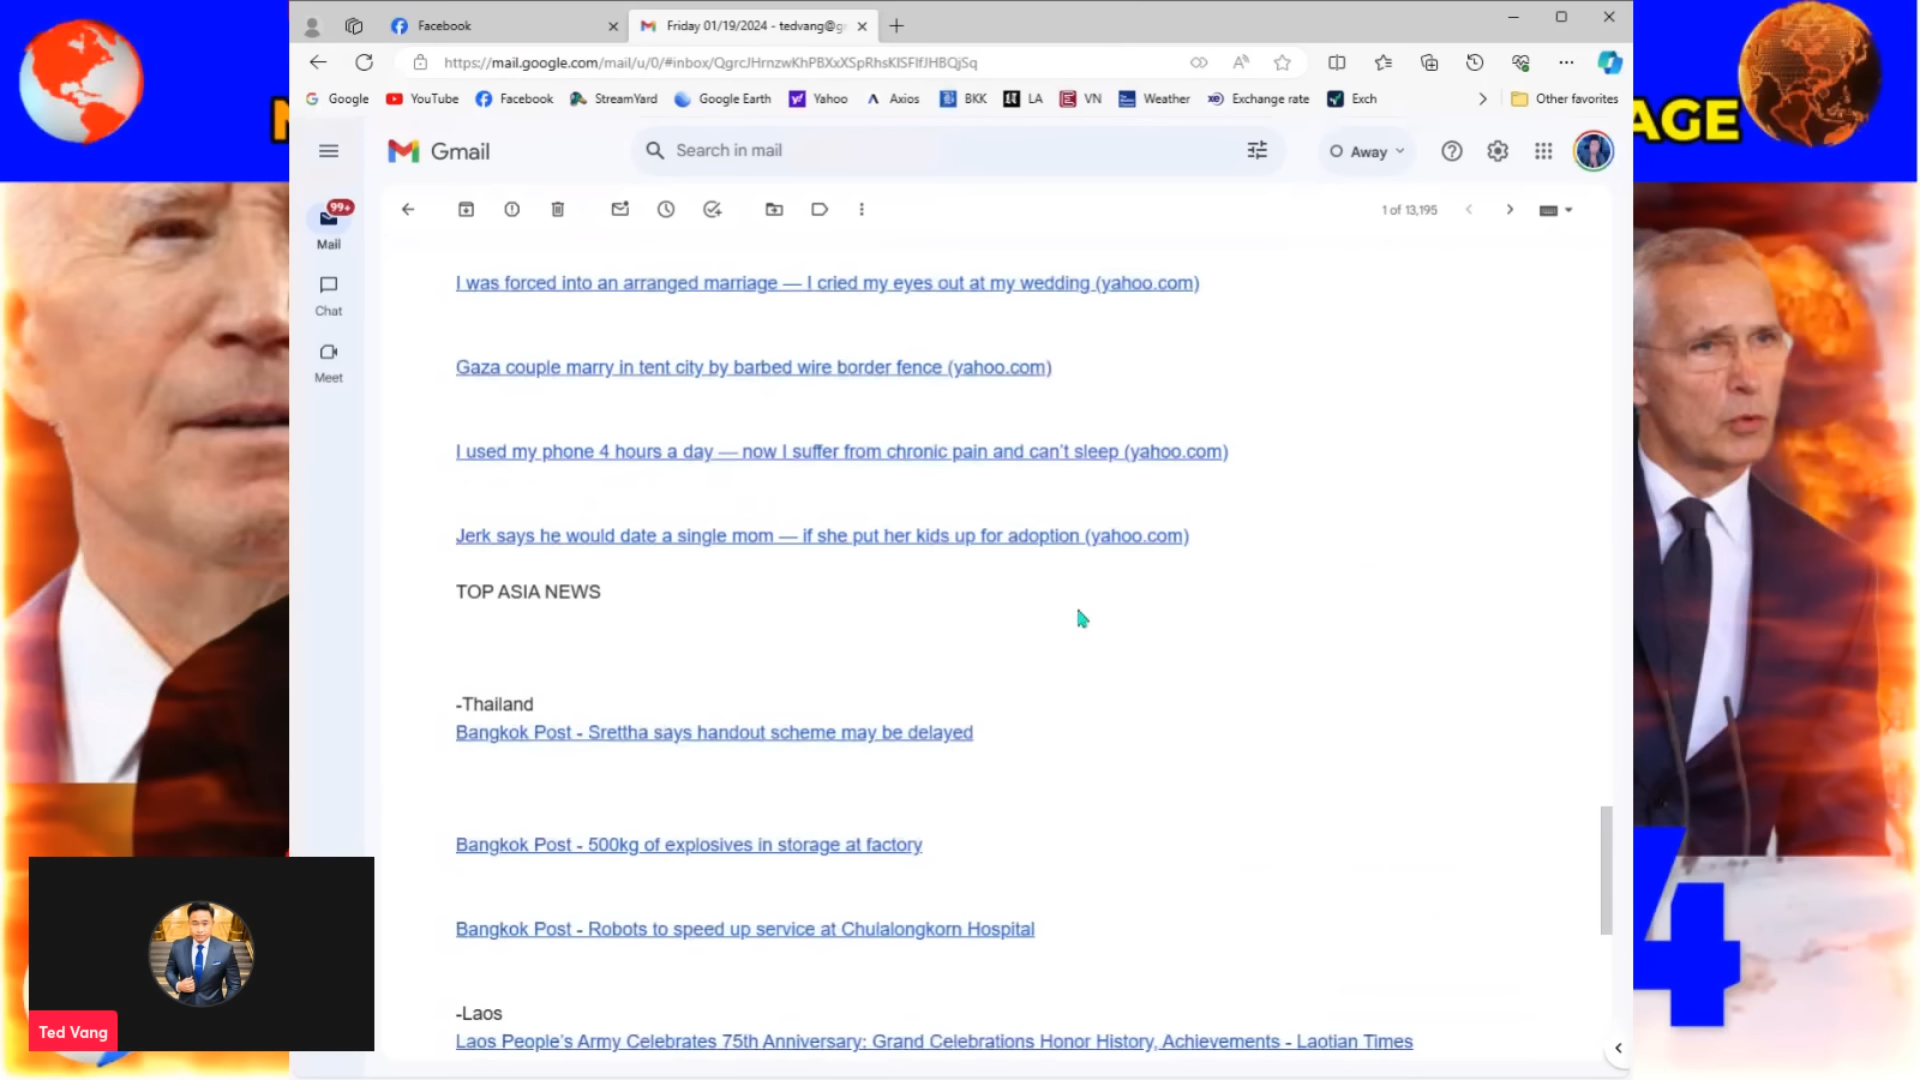 Facebook
Friday 01/19/2024 - tedvang@g
https://mail.google.com/mail/u/0/#inbox/QgrcJHrnzwKhPBXxXSpRhsKlSFlfJHBQjSq
Google YouTube Facebook StreamYard Google Earth Yahoo Axios BKK LA VN Weather Exchange rate Exch Other favorites
AGE
Gmail
Search in mail
Away
99+
Mail
1 of 13,195
Chat
Meet
I was forced into an arranged marriage — I cried my eyes out at my wedding (yahoo.com)
Gaza couple marry in tent city by barbed wire border fence (yahoo.com)
I used my phone 4 hours a day — now I suffer from chronic pain and can't sleep (yahoo.com)
Jerk says he would date a single mom — if she put her kids up for adoption (yahoo.com)
TOP ASIA NEWS
-Thailand
Bangkok Post - Srettha says handout scheme may be delayed
Bangkok Post - 500kg of explosives in storage at factory
Bangkok Post - Robots to speed up service at Chulalongkorn Hospital
-Laos
Laos People's Army Celebrates 75th Anniversary: Grand Celebrations Honor History, Achievements - Laotian Times
4
Ted Vang